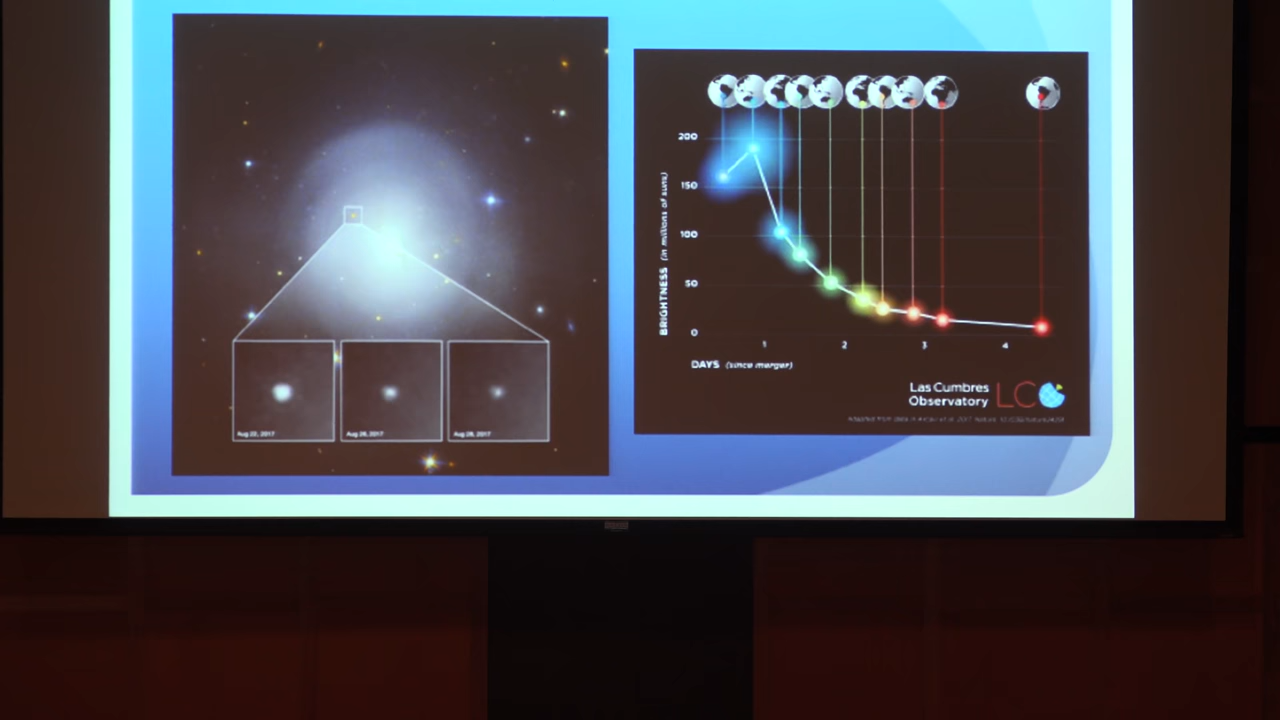 200
150
100
50
0
BRIGHTNESS (in millions of suns)
1 2 3 4
DAYS (since merger)
Las Cumbres
Observatory
LCO
Aug 22, 2017
Aug 26, 2017
Aug 28, 2017